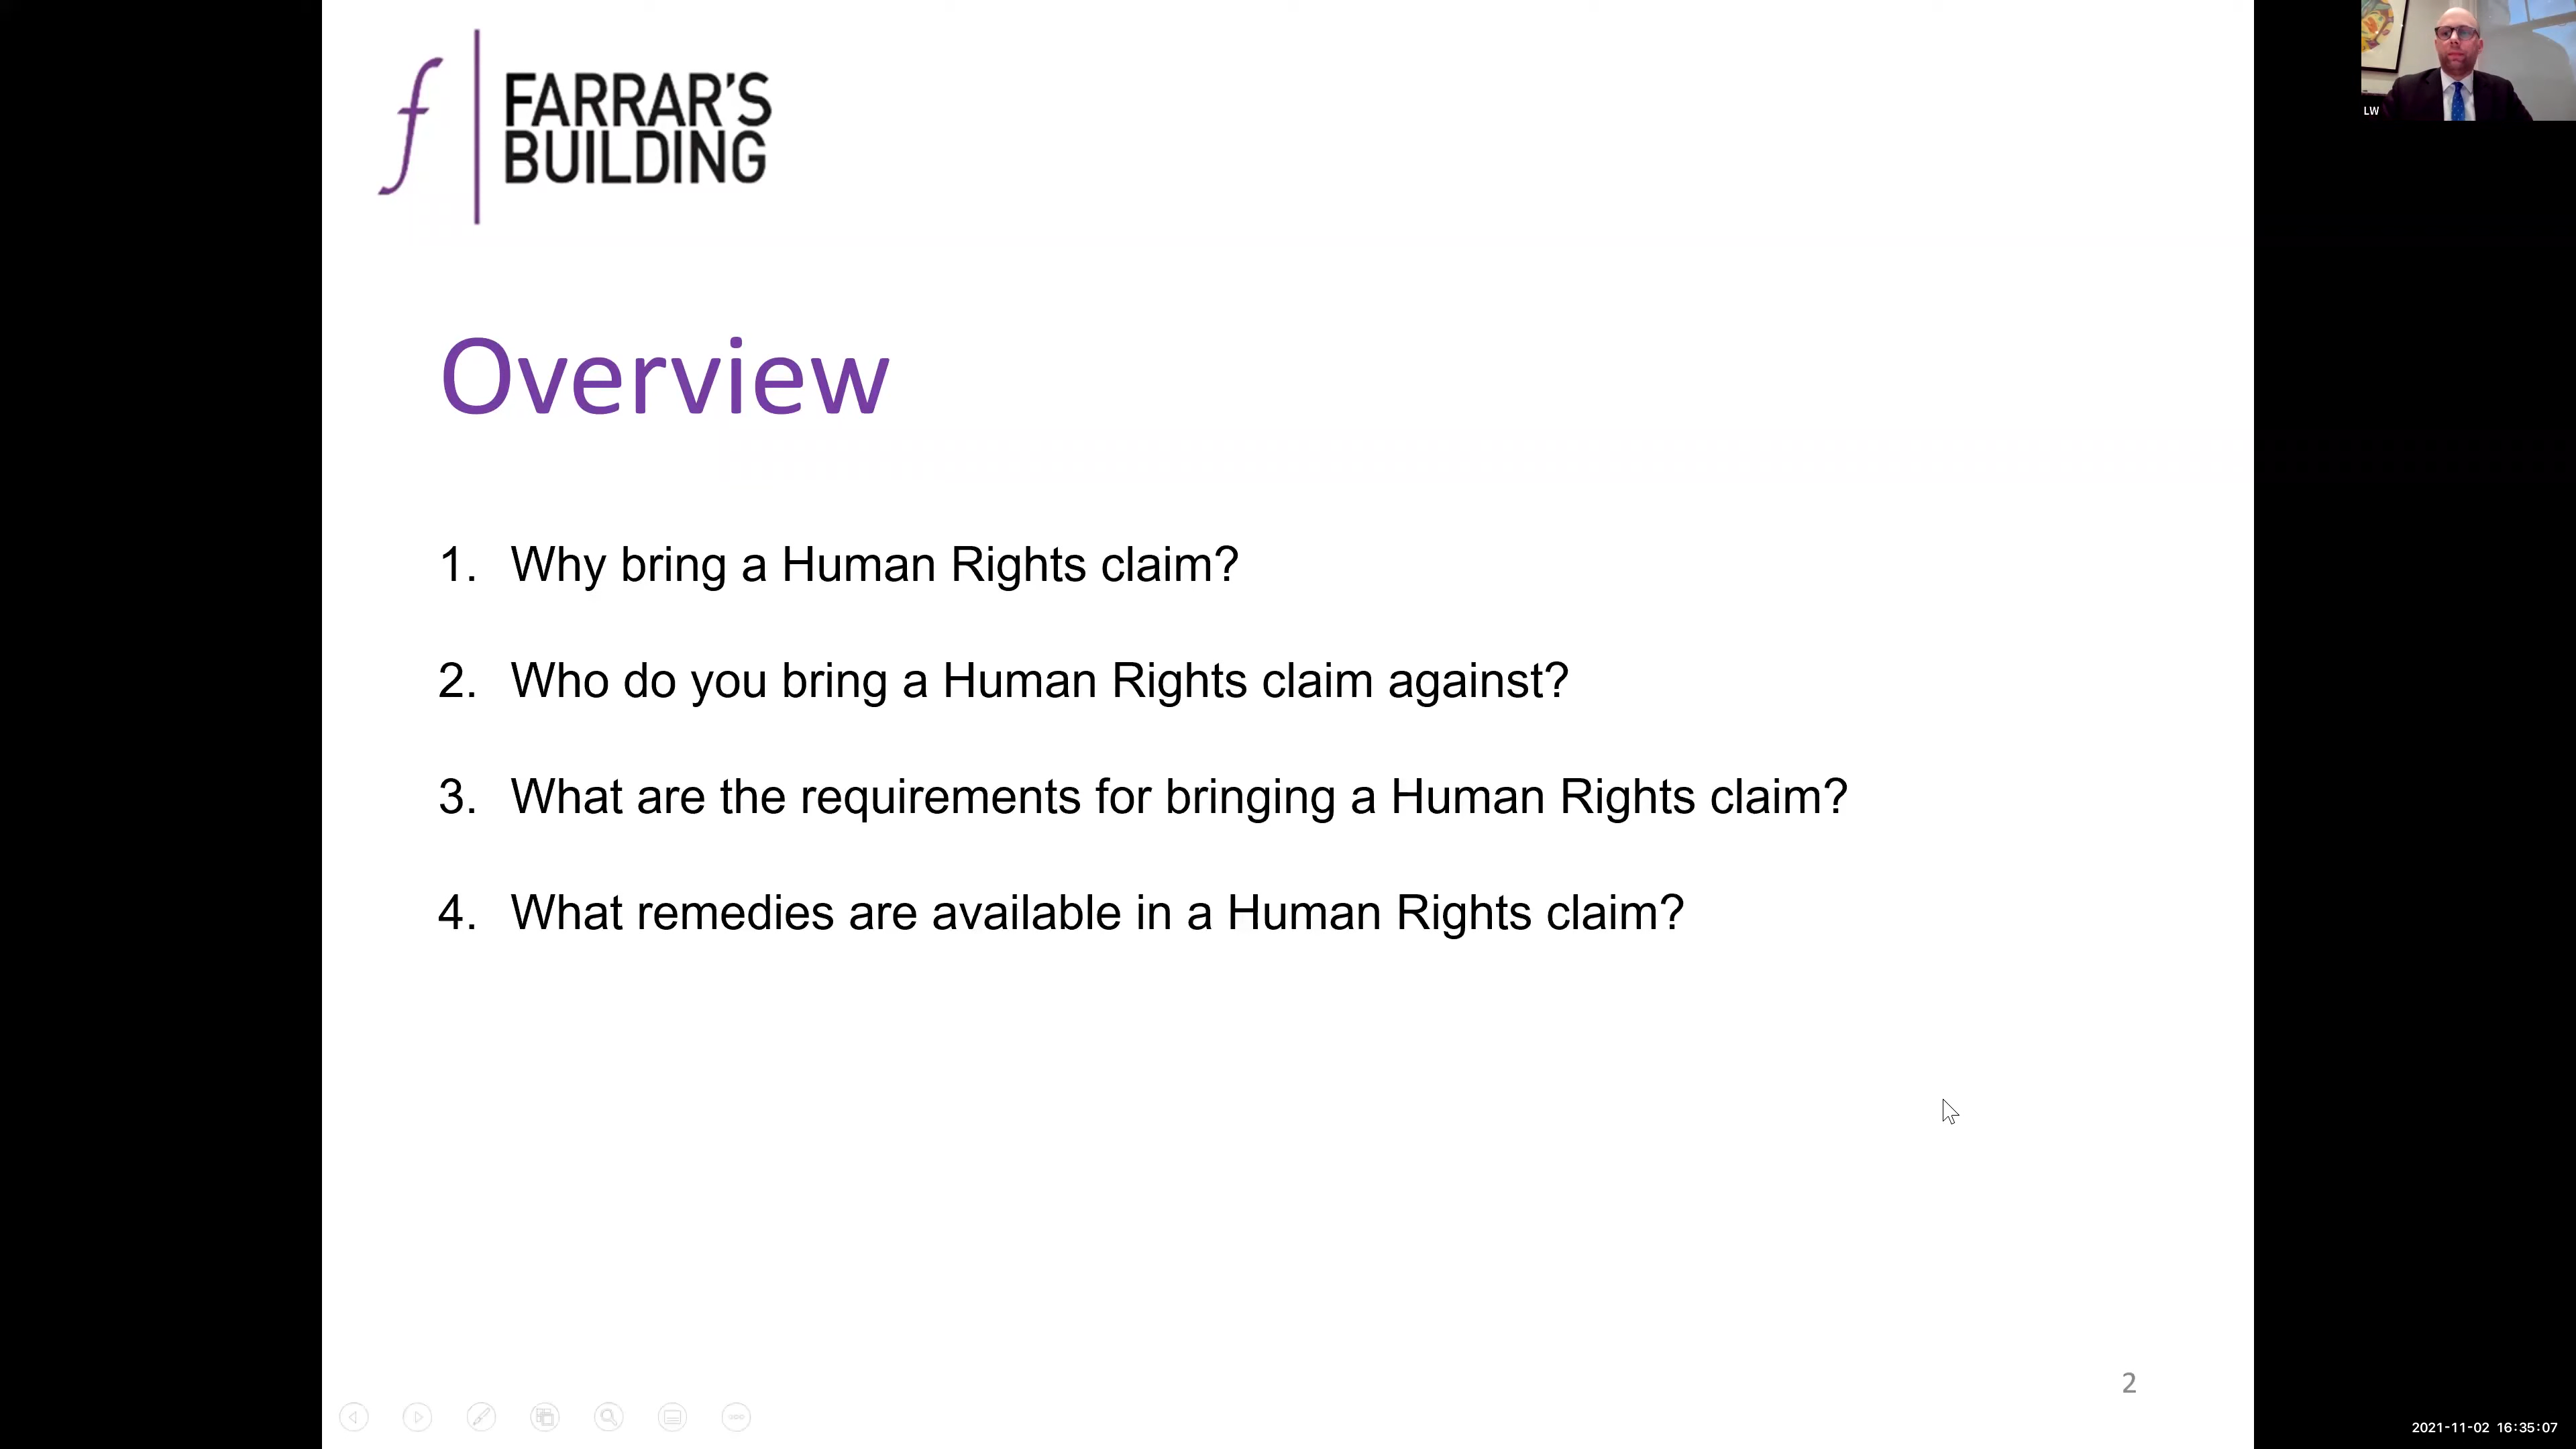 f
FARRAR'S
BUILDING
LW
Overview
1. Why bring a Human Rights claim?
2. Who do you bring a Human Rights claim against?
3. What are the requirements for bringing a Human Rights claim?
4. What remedies are available in a Human Rights claim?
2
2021-11-02 16:35:07